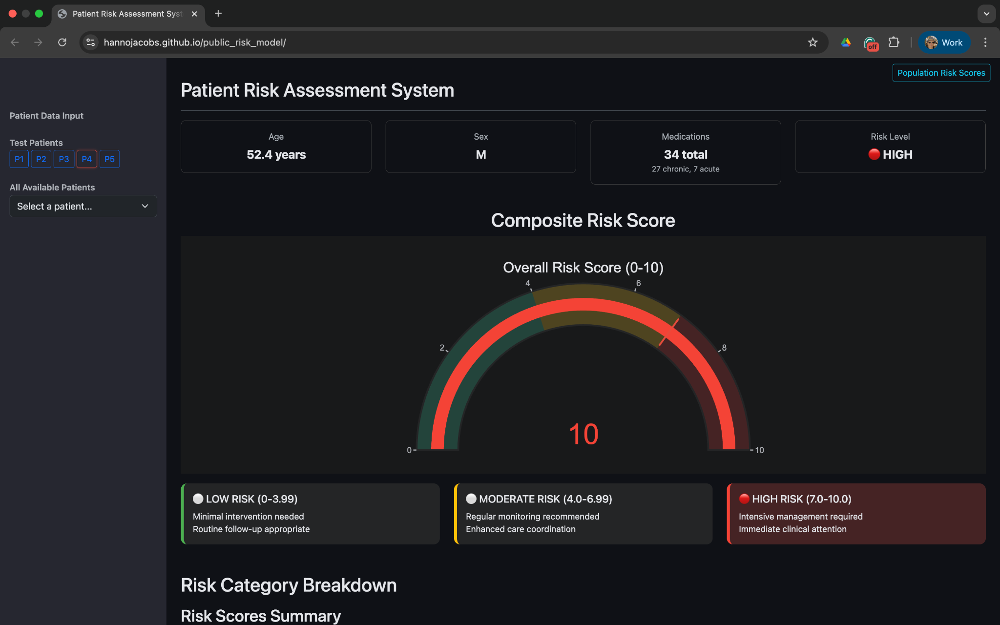 Patient Risk Assessment Syst
hannojacobs.github.io/public_risk_model/
off
Work
Population Risk Scores
Patient Risk Assessment System
Patient Data Input
Test Patients
P1 P2 P3 P4 P5
All Available Patients
Select a patient...
Age
52.4 years
Sex
M
Medications
34 total
27 chronic, 7 acute
Risk Level
HIGH
Composite Risk Score
Overall Risk Score (0-10)
0
2
4
6
8
10
10
LOW RISK (0-3.99)
Minimal intervention needed
Routine follow-up appropriate
MODERATE RISK (4.0-6.99)
Regular monitoring recommended
Enhanced care coordination
HIGH RISK (7.0-10.0)
Intensive management required
Immediate clinical attention
Risk Category Breakdown
Risk Scores Summary